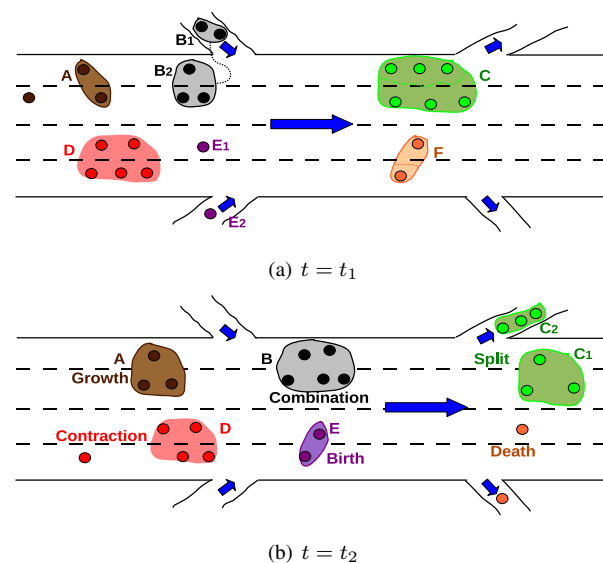 B1
A
B2
C
D
E1
F
E2
(a) t = t1
C2
A
B
Split
C1
Growth
Combination
Contraction
D
E
Birth
Death
(b) t = t2